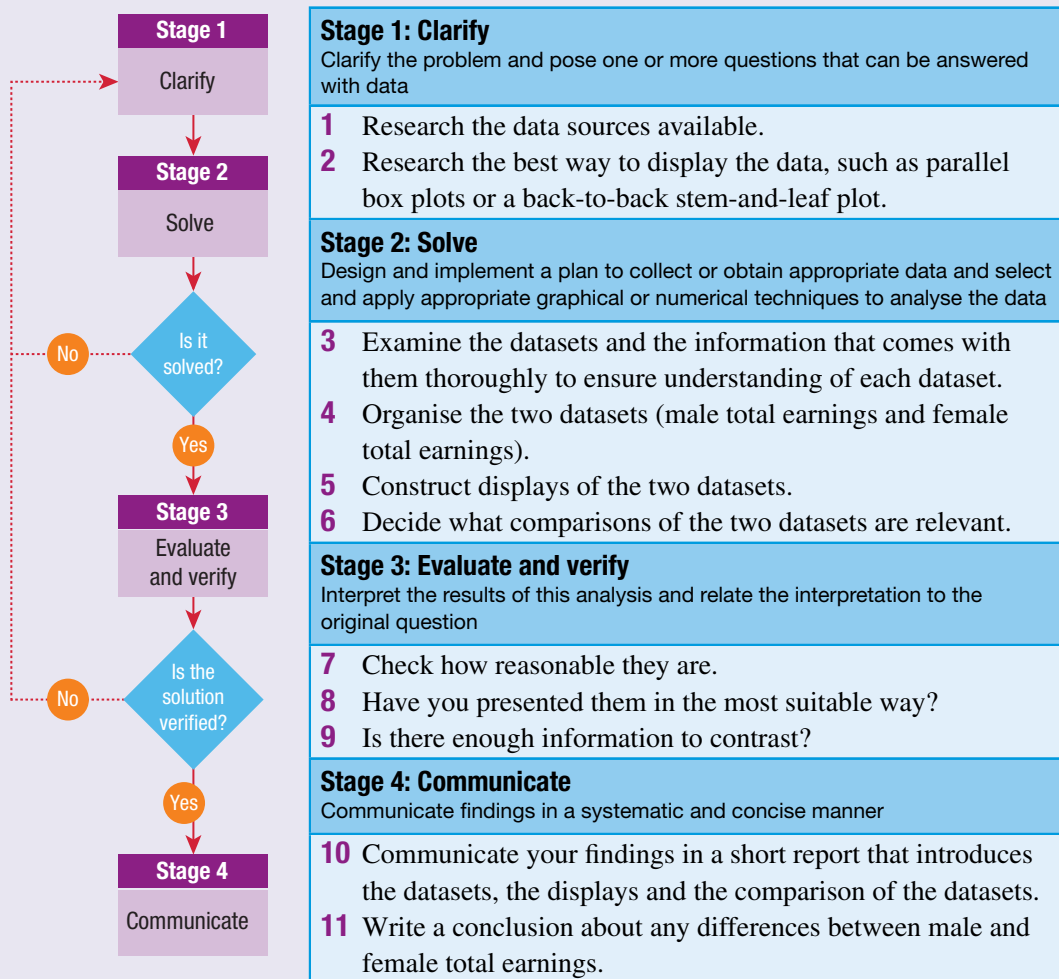 Stage 1
Clarify
Stage 2
Solve
Is it
solved?
No
Yes
Stage 3
Evaluate
and verify
Is the
solution
verified?
No
Yes
Stage 4
Communicate
Stage 1: Clarify
Clarify the problem and pose one or more questions that can be answered
with data
1 Research the data sources available.
2 Research the best way to display the data, such as parallel
box plots or a back-to-back stem-and-leaf plot.
Stage 2: Solve
Design and implement a plan to collect or obtain appropriate data and select
and apply appropriate graphical or numerical techniques to analyse the data
3 Examine the datasets and the information that comes with
them thoroughly to ensure understanding of each dataset.
4 Organise the two datasets (male total earnings and female
total earnings).
5 Construct displays of the two datasets.
6 Decide what comparisons of the two datasets are relevant.
Stage 3: Evaluate and verify
Interpret the results of this analysis and relate the interpretation to the
original question
7 Check how reasonable they are.
8 Have you presented them in the most suitable way?
9 Is there enough information to contrast?
Stage 4: Communicate
Communicate findings in a systematic and concise manner
10 Communicate your findings in a short report that introduces
the datasets, the displays and the comparison of the datasets.
11 Write a conclusion about any differences between male and
female total earnings.